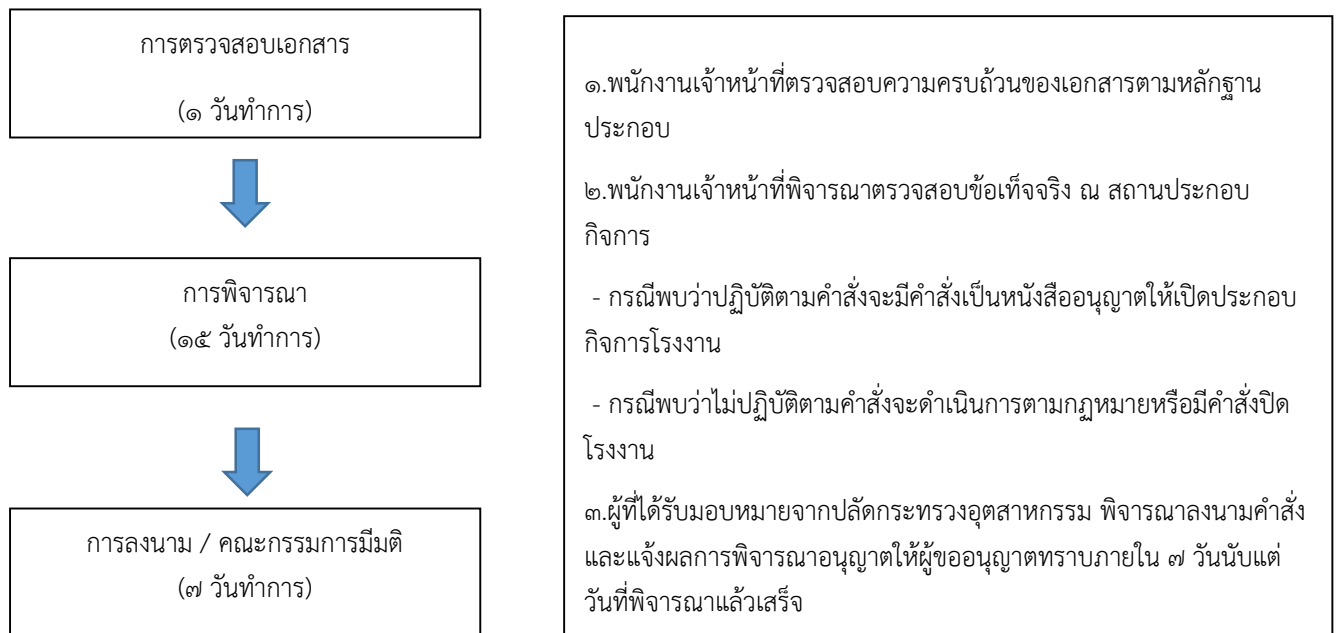 การตรวจสอบเอกสาร
(๑ วันทำการ)
การพิจารณา
(๑๕ วันทำการ)
การลงนาม / คณะกรรมการมีมติ
(๗ วันทำการ)
๑.พนักงานเจ้าหน้าที่ตรวจสอบความครบถ้วนของเอกสารตามหลักฐาน
ประกอบ
๒.พนักงานเจ้าหน้าที่พิจารณาตรวจสอบข้อเท็จจริง ณ สถานประกอบ
กิจการ
- กรณีพบว่าปฏิบัติตามคำสั่งจะมีคำสั่งเป็นหนังสืออนุญาตให้เปิดประกอบ
กิจการโรงงาน
- กรณีพบว่าไม่ปฏิบัติตามคำสั่งจะดำเนินการตามกฎหมายหรือมีคำสั่งปิด
โรงงาน
๓.ผู้ที่ได้รับมอบหมายจากปลัดกระทรวงอุตสาหกรรม พิจารณาลงนามคำสั่ง
และแจ้งผลการพิจารณาอนุญาตให้ผู้ขออนุญาตทราบภายใน ๗ วันนับแต่
วันที่พิจารณาแล้วเสร็จ